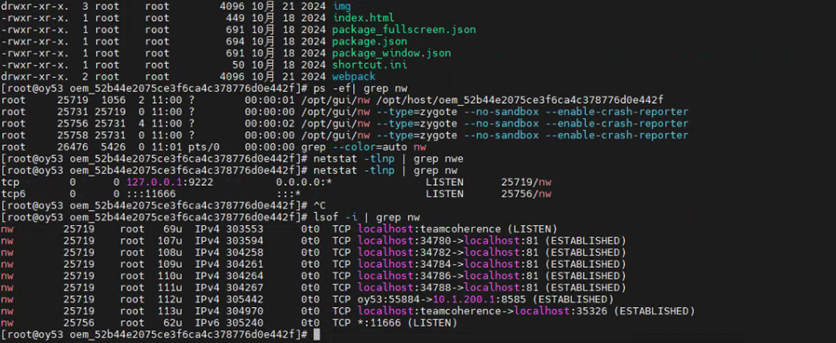 drwxr-xr-x. 3 root root 4096 10月 21 2024 img
-rwxr-xr-x. 1 root root 449 10月 18 2024 index.html
-rwxr-xr-x. 1 root root 691 10月 18 2024 package_fullscreen.json
-rwxr-xr-x. 1 root root 694 10月 18 2024 package.json
-rwxr-xr-x. 1 root root 691 10月 18 2024 package_window.json
-rwxr-xr-x. 1 root root 50 10月 18 2024 shortcut.ini
drwxr-xr-x. 2 root root 4096 10月 18 2024 webpack
[root@oy53 oem_52b44e2075ce3f6ca4c378776d0e442f]# ps -ef| grep nw
root 25719 1056 2 11:00 ? 00:00:01 /opt/gui/nw /opt/host/oem_52b44e2075ce3f6ca4c378776d0e442f
root 25731 25719 0 11:00 ? 00:00:00 /opt/gui/nw --type=zygote --no-sandbox --enable-crash-reporter
root 25756 25731 4 11:00 ? 00:00:02 /opt/gui/nw --type=zygote --no-sandbox --enable-crash-reporter
root 25758 25731 0 11:00 ? 00:00:00 /opt/gui/nw --type=zygote --no-sandbox --enable-crash-reporter
root 26476 5426 0 11:01 pts/0 00:00:00 grep --color=auto nw
[root@oy53 oem_52b44e2075ce3f6ca4c378776d0e442f]# netstat -tlnp | grep nwe
[root@oy53 oem_52b44e2075ce3f6ca4c378776d0e442f]# netstat -tlnp | grep nw
tcp 0 0 127.0.0.1:9222 0.0.0.0:* LISTEN 25719/nw
tcp6 0 0 :::11666 :::* LISTEN 25756/nw
[root@oy53 oem_52b44e2075ce3f6ca4c378776d0e442f]# ^C
[root@oy53 oem_52b44e2075ce3f6ca4c378776d0e442f]# lsof -i | grep nw
nw 25719 root 69u IPv4 303553 0t0 TCP localhost:teamcoherence (LISTEN)
nw 25719 root 107u IPv4 303594 0t0 TCP localhost:34780->localhost:81 (ESTABLISHED)
nw 25719 root 108u IPv4 304258 0t0 TCP localhost:34782->localhost:81 (ESTABLISHED)
nw 25719 root 109u IPv4 304261 0t0 TCP localhost:34784->localhost:81 (ESTABLISHED)
nw 25719 root 110u IPv4 304264 0t0 TCP localhost:34786->localhost:81 (ESTABLISHED)
nw 25719 root 111u IPv4 304267 0t0 TCP localhost:34788->localhost:81 (ESTABLISHED)
nw 25719 root 112u IPv4 305442 0t0 TCP oy53:55884->10.1.200.1:8585 (ESTABLISHED)
nw 25719 root 113u IPv4 304970 0t0 TCP localhost:teamcoherence->localhost:35326 (ESTABLISHED)
nw 25756 root 62u IPv6 305240 0t0 TCP *:11666 (LISTEN)
[root@oy53 oem_52b44e2075ce3f6ca4c378776d0e442f]#